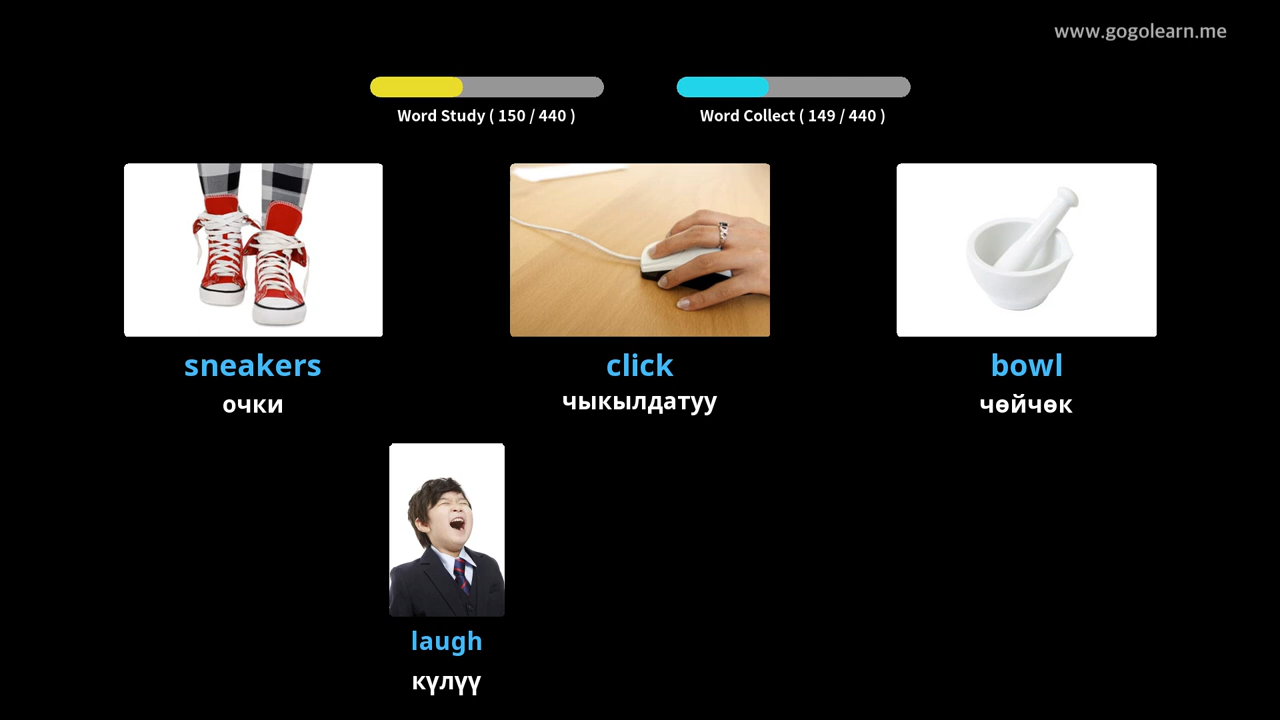 www.gogolearn.me
Word Study ( 150 / 440 )
Word Collect ( 149 / 440 )
sneakers
click
bowl
очки
чыкылдатуу
чөйчөк
laugh
күлүү